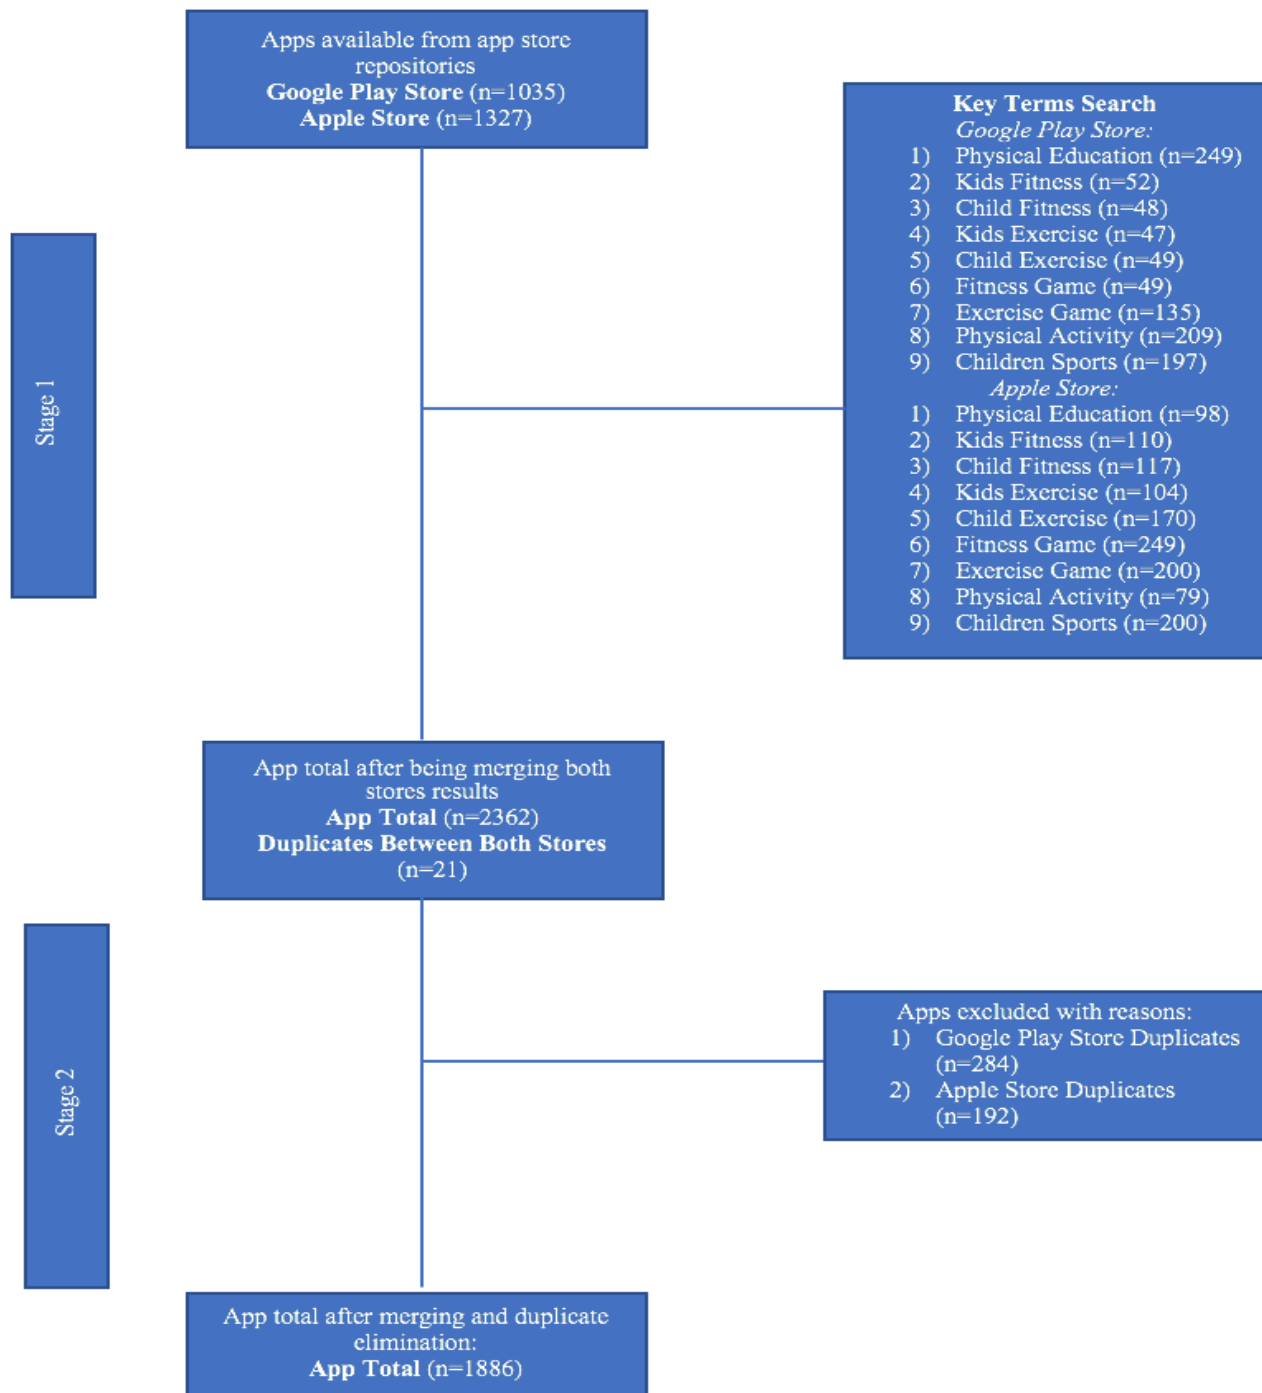 Apps available from app store
repositories
Google Play Store (n=1035)
Apple Store (n=1327)
Key Terms Search
Google Play Store:
1) Physical Education (n=249)
2) Kids Fitness (n=52)
3) Child Fitness (n=48)
4) Kids Exercise (n=47)
5) Child Exercise (n=49)
6) Fitness Game (n=49)
7) Exercise Game (n=135)
8) Physical Activity (n=209)
9) Children Sports (n=197)
Apple Store:
1) Physical Education (n=98)
2) Kids Fitness (n=110)
3) Child Fitness (n=117)
4) Kids Exercise (n=104)
5) Child Exercise (n=170)
6) Fitness Game (n=249)
7) Exercise Game (n=200)
8) Physical Activity (n=79)
9) Children Sports (n=200)
Stage 1
App total after being merging both
stores results
App Total (n=2362)
Duplicates Between Both Stores
(n=21)
Stage 2
Apps excluded with reasons:
1) Google Play Store Duplicates
(n=284)
2) Apple Store Duplicates
(n=192)
App total after merging and duplicate
elimination:
App Total (n=1886)